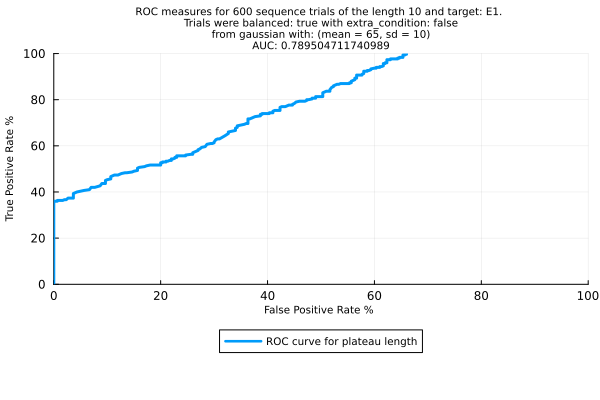 ROC measures for 600 sequence trials of the length 10 and target: E1.
Trials were balanced: true with extra_condition: false
from gaussian with: (mean = 65, sd = 10)
AUC: 0.789504711740989
100
80
60
40
20
0
True Positive Rate %
0 20 40 60 80 100
False Positive Rate %
ROC curve for plateau length